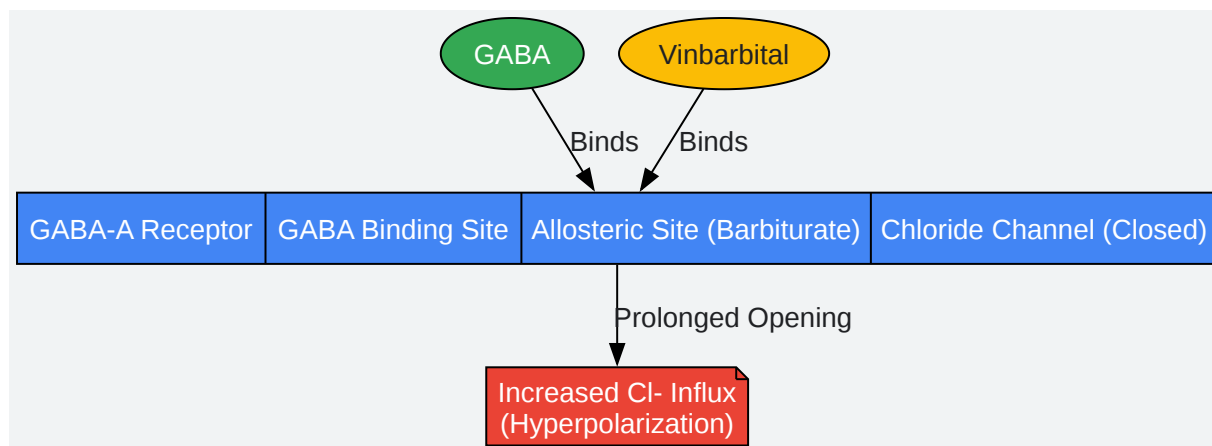 GABA
Vinbarbital
Binds
Binds
GABA-A Receptor
GABA Binding Site
Allosteric Site (Barbiturate)
Chloride Channel (Closed)
Prolonged Opening
Increased Cl- Influx
(Hyperpolarization)